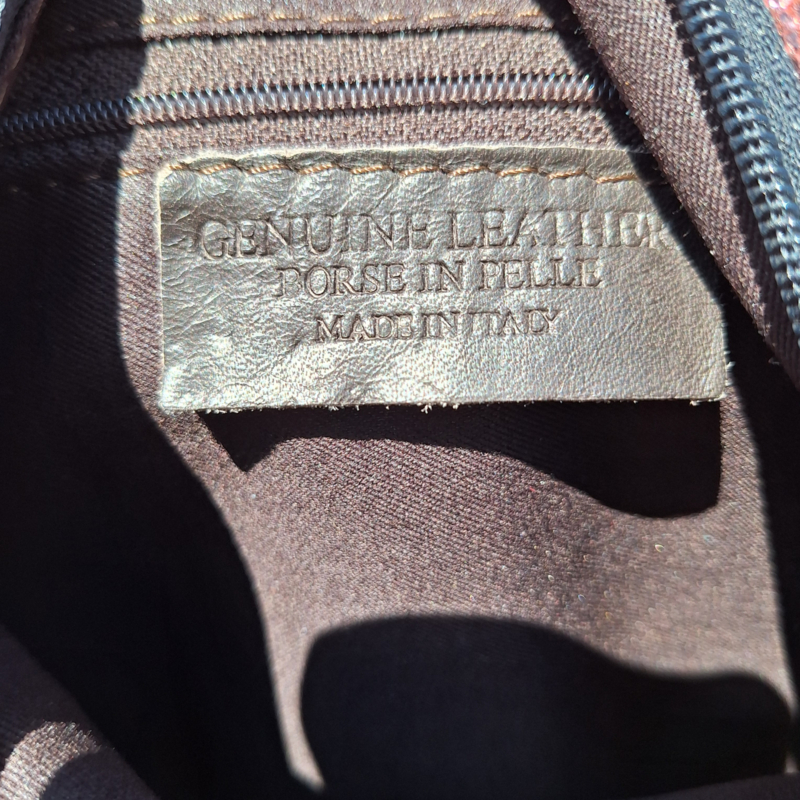 GENUINE LEATHER
BORSE IN PELLE
MADE IN ITALY